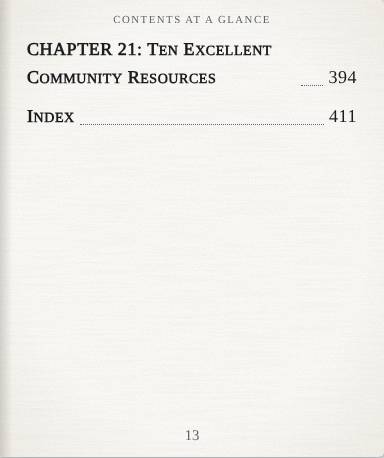 CONTENTS AT A GLANCE
CHAPTER 21: TEN EXCELLENT
COMMUNITY RESOURCES 394
INDEX 411
13